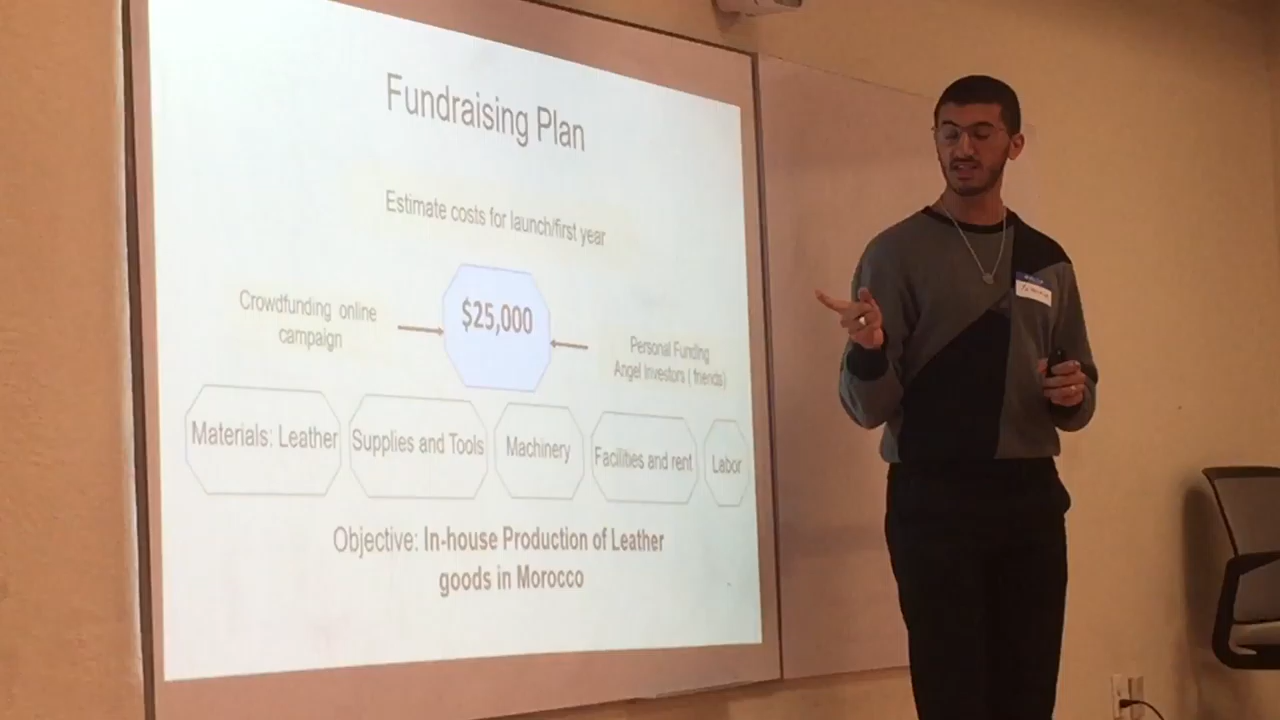 Fundraising Plan
Estimate costs for launch/first year
Crowdfunding online
campaign
$25,000
Personal Funding
Angel Investors ( friends)
Materials: Leather
Supplies and Tools
Machinery
Facilities and rent
Labor
Objective: In-house Production of Leather
goods in Morocco